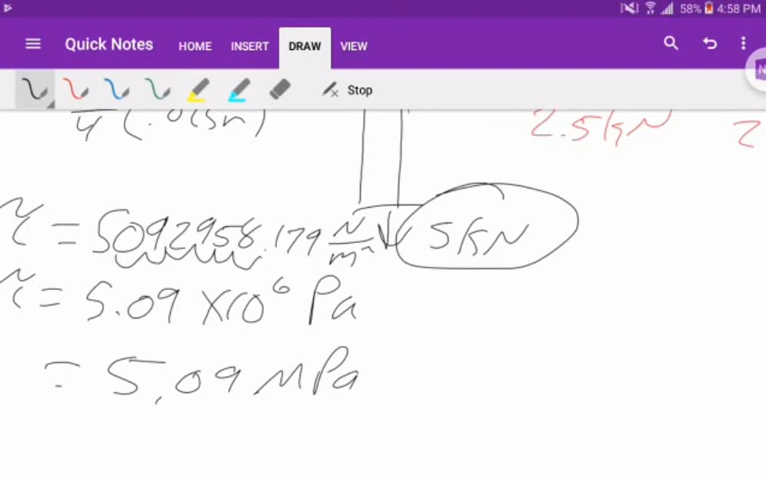 58% 4:58 PM
Quick Notes HOME INSERT DRAW VIEW
Stop
2.5kN 2
τ = 5092958.179 N/m² 5kN
τ = 5.09 x10⁶ Pa
= 5.09 MPa